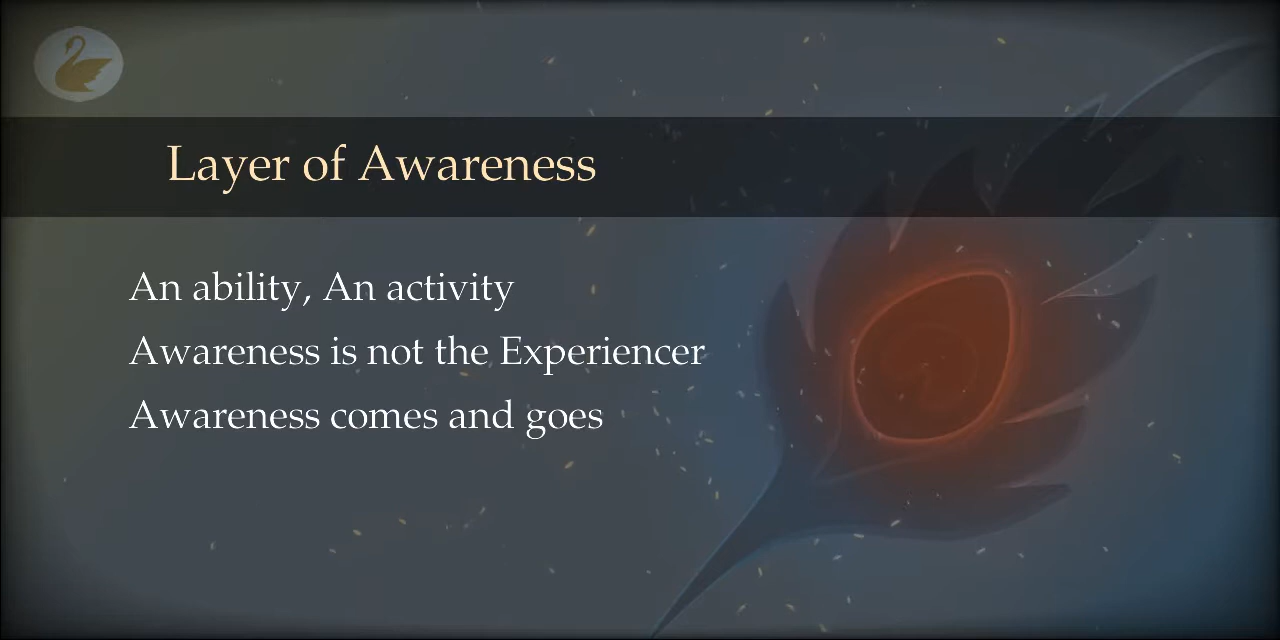 Layer of Awareness
An ability, An activity
Awareness is not the Experiencer
Awareness comes and goes